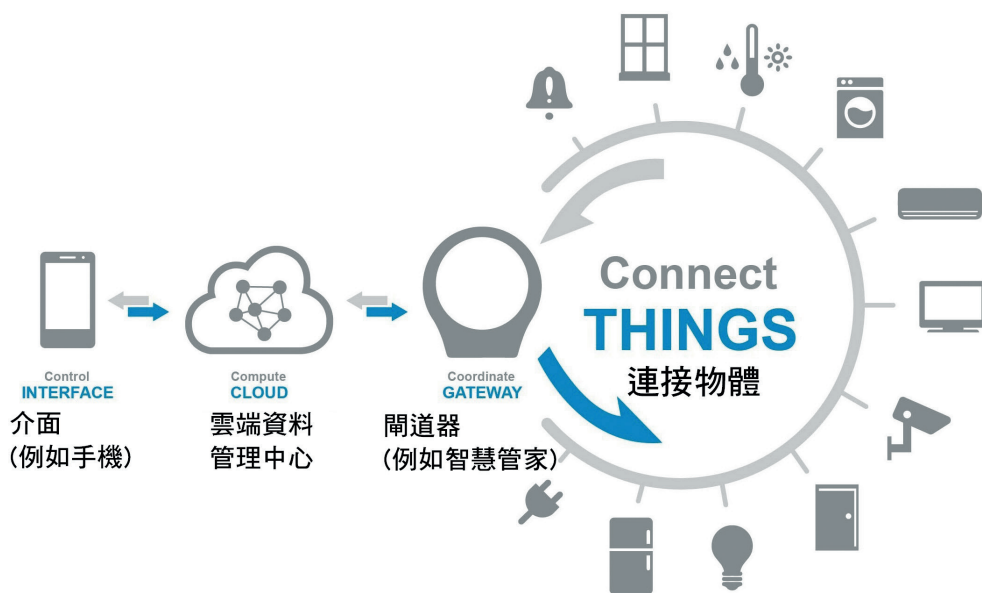 Control
INTERFACE
介面
(例如手機)
Compute
CLOUD
雲端資料
管理中心
Coordinate
GATEWAY
閘道器
(例如智慧管家)
Connect
THINGS
連接物體